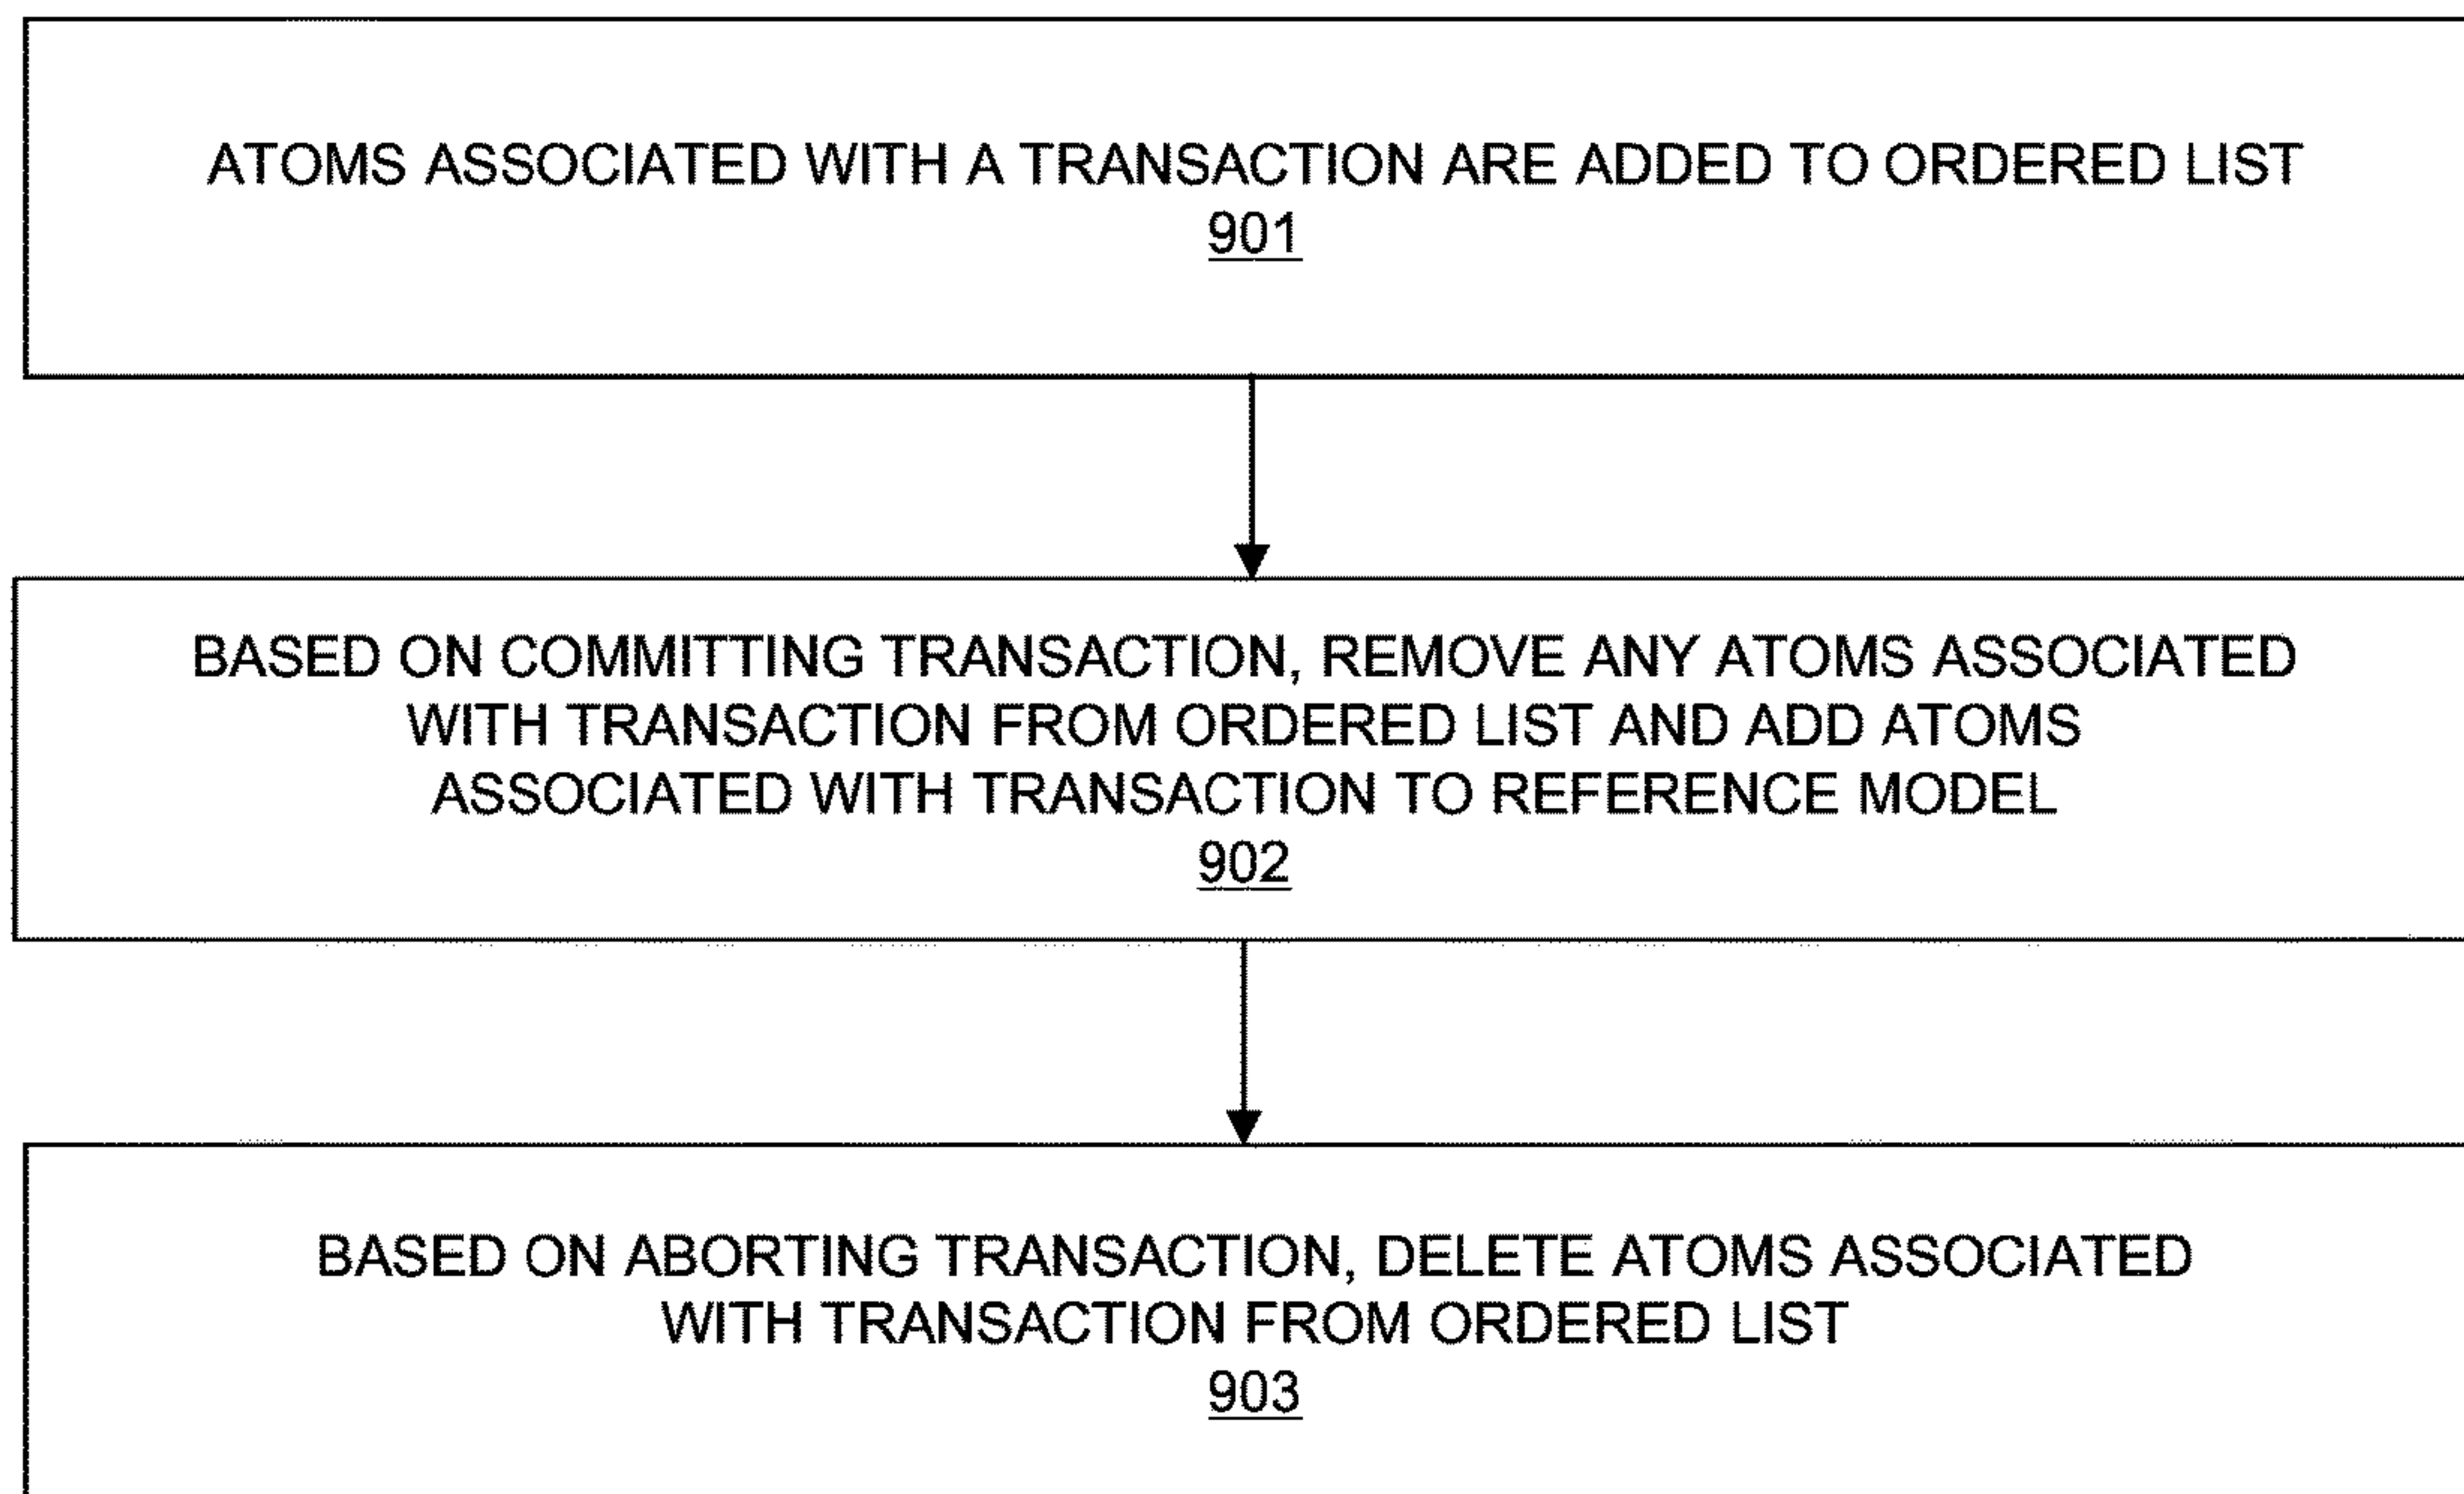 ATOMS ASSOCIATED WITH A TRANSACTION ARE ADDED TO ORDERED LIST
901
BASED ON COMMITTING TRANSACTION, REMOVE ANY ATOMS ASSOCIATED
WITH TRANSACTION FROM ORDERED LIST AND ADD ATOMS
ASSOCIATED WITH TRANSACTION TO REFERENCE MODEL
902
BASED ON ABORTING TRANSACTION, DELETE ATOMS ASSOCIATED
WITH TRANSACTION FROM ORDERED LIST
903